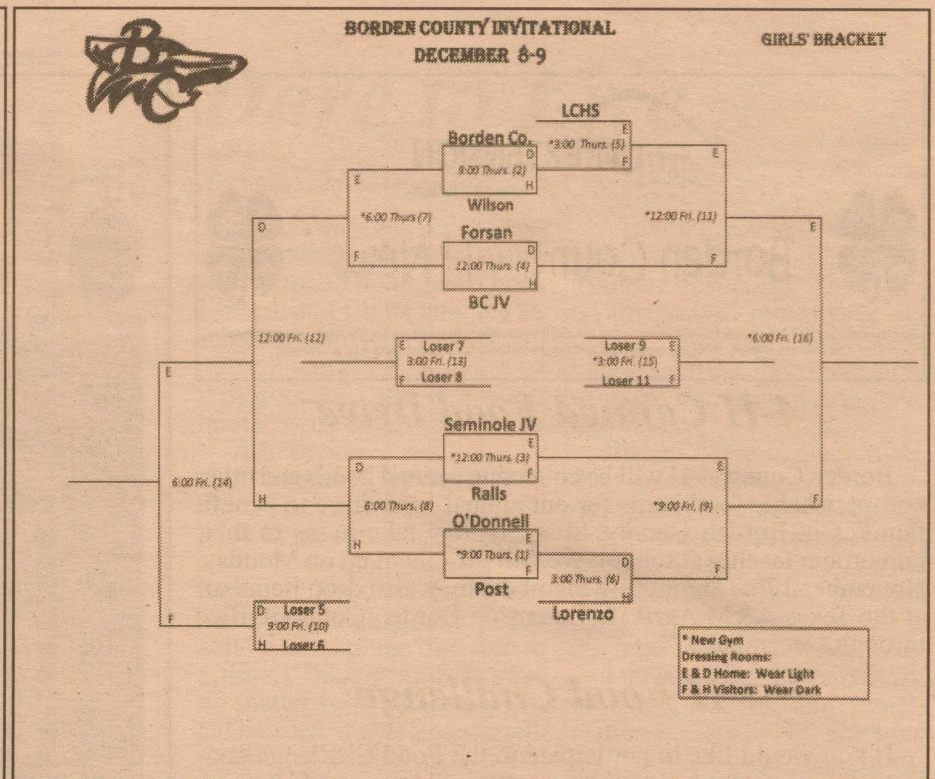 BC
BORDEN COUNTY INVITATIONAL
DECEMBER 8-9
GIRLS' BRACKET
LCHS
E
*3:00 Thurs. (5)
F
Borden Co.
D
9:00 Thurs. (2)
H
Wilson
E
*6:00 Thurs (7)
F
Forsan
D
12:00 Thurs. (4)
H
BC JV
E
*12:00 Fri. (11)
F
D
12:00 Fri. (12)
H
E Loser 7
3:00 Fri. (13)
F Loser 8
Loser 9 E
*3:00 Fri. (15)
Loser 11 F
E
*6:00 Fri. (16)
F
E
6:00 Fri. (14)
F
Seminole JV
E
*12:00 Thurs. (3)
F
Ralls
D
6:00 Thurs. (8)
H
O'Donnell
E
*9:00 Thurs. (1)
F
Post
D
3:00 Thurs. (6)
H
Lorenzo
E
*9:00 Fri. (9)
F
D Loser 5
9:00 Fri. (10)
H Loser 6
* New Gym
Dressing Rooms:
E & D Home: Wear Light
F & H Visitors: Wear Dark